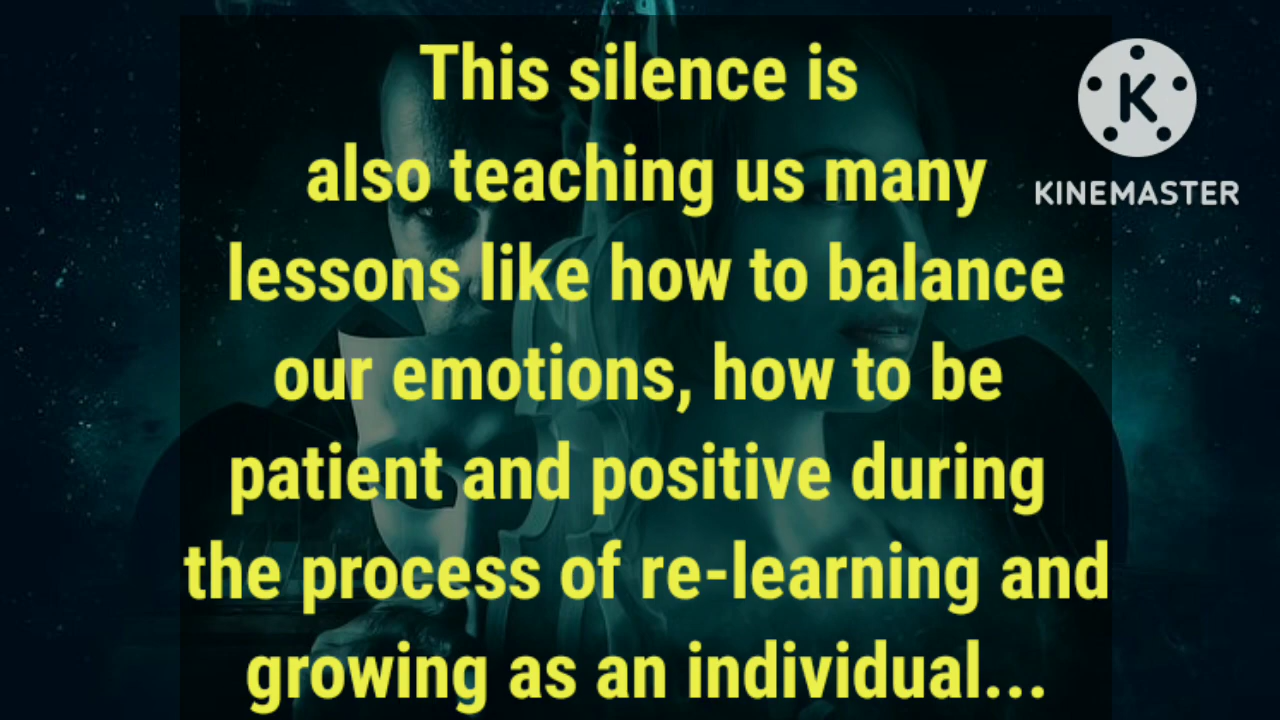 This silence is
also teaching us many
lessons like how to balance
our emotions, how to be
patient and positive during
the process of re-learning and
growing as an individual...
K
KINEMASTER